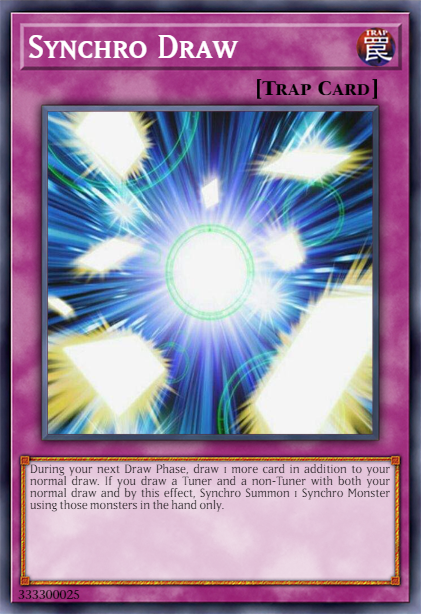 Synchro Draw
TRAP
罠
[Trap Card]
During your next Draw Phase, draw 1 more card in addition to your
normal draw. If you draw a Tuner and a non-Tuner with both your
normal draw and by this effect, Synchro Summon 1 Synchro Monster
using those monsters in the hand only.
333300025